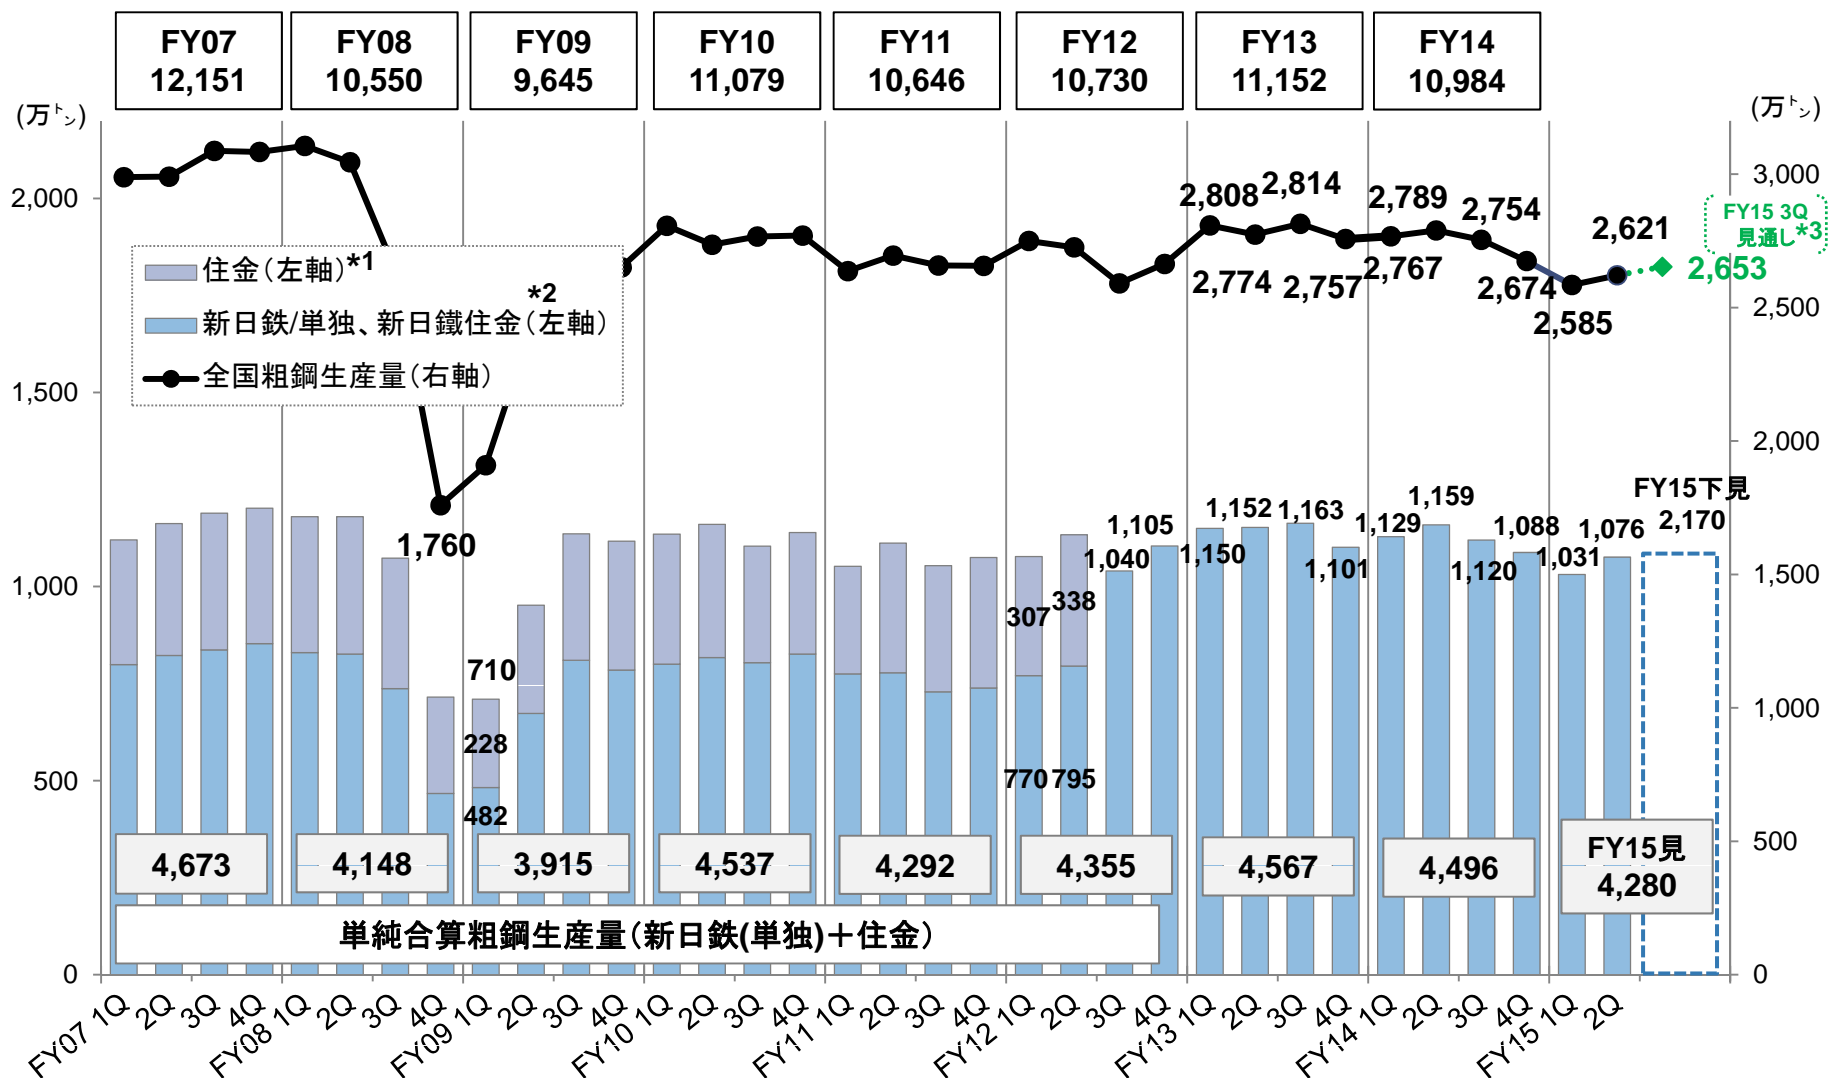 FY07
12,151
FY08
10,550
FY09
9,645
FY10
11,079
FY11
10,646
FY12
10,730
FY13
11,152
FY14
10,984
(万㌧)
(万㌧)
2,000
1,500
1,000
500
0
3,000
2,500
2,000
1,500
1,000
500
0
住金(左軸)*1
*2
新日鉄/単独、新日鐵住金(左軸)
全国粗鋼生産量(右軸)
1,760
2,808
2,774
2,814
2,757
2,767
2,789
2,754
2,674
2,585
2,621
FY15 3Q
見通し*3
2,653
710
228
482
307
338
770
795
1,040
1,105
1,150
1,152
1,163
1,101
1,129
1,159
1,120
1,088
1,031
1,076
FY15下見
2,170
4,673
4,148
3,915
4,537
4,292
4,355
4,567
4,496
FY15見
4,280
単純合算粗鋼生産量(新日鉄(単独)+住金)
FY07 1Q
2Q
3Q
4Q
FY08 1Q
2Q
3Q
4Q
FY09 1Q
2Q
3Q
4Q
FY10 1Q
2Q
3Q
4Q
FY11 1Q
2Q
3Q
4Q
FY12 1Q
2Q
3Q
4Q
FY13 1Q
2Q
3Q
4Q
FY14 1Q
2Q
3Q
4Q
FY15 1Q
2Q